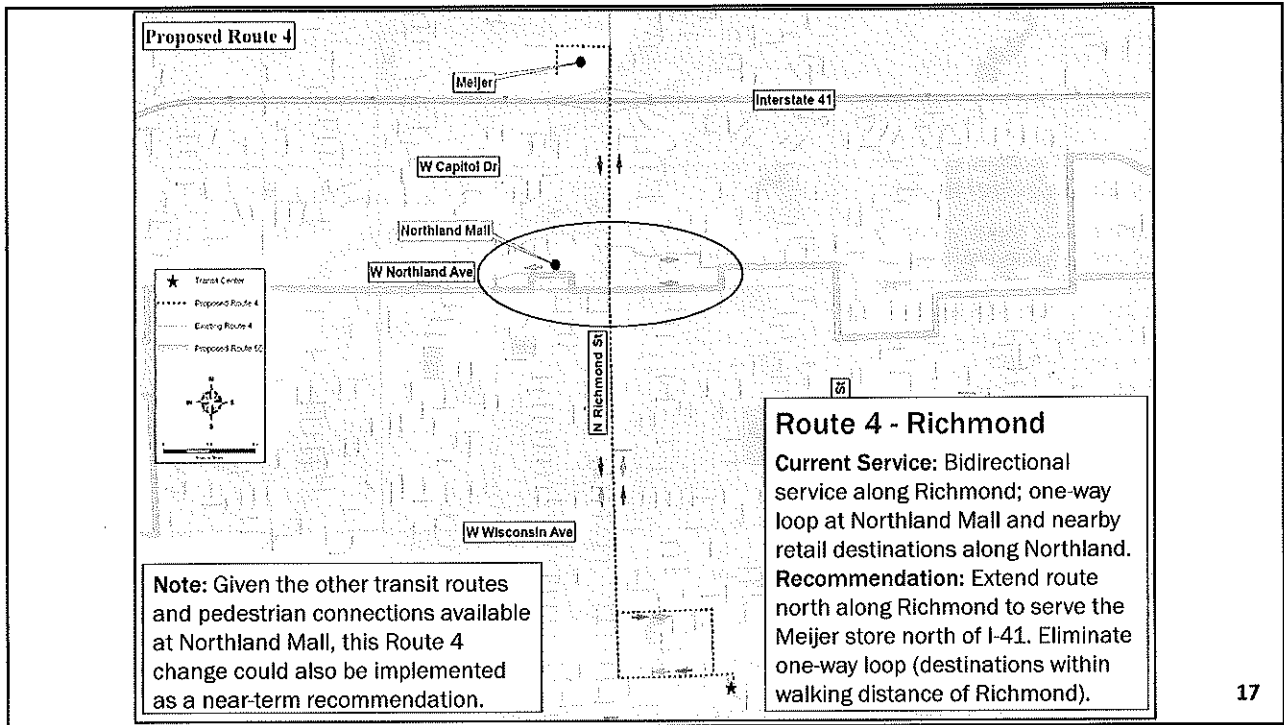 Proposed Route 4
Meijer
Interstate 41
W Capitol Dr
Northland Mall
W Northland Ave
Transit Center
Proposed Route 4
Existing Route 4
N
W
E
S
N Richmond St
St
W Wisconsin Ave
Note: Given the other transit routes
and pedestrian connections available
at Northland Mall, this Route 4
change could also be implemented
as a near-term recommendation.
Route 4 - Richmond
Current Service: Bidirectional
service along Richmond; one-way
loop at Northland Mall and nearby
retail destinations along Northland.
Recommendation: Extend route
north along Richmond to serve the
Meijer store north of I-41. Eliminate
one-way loop (destinations within
walking distance of Richmond).
17